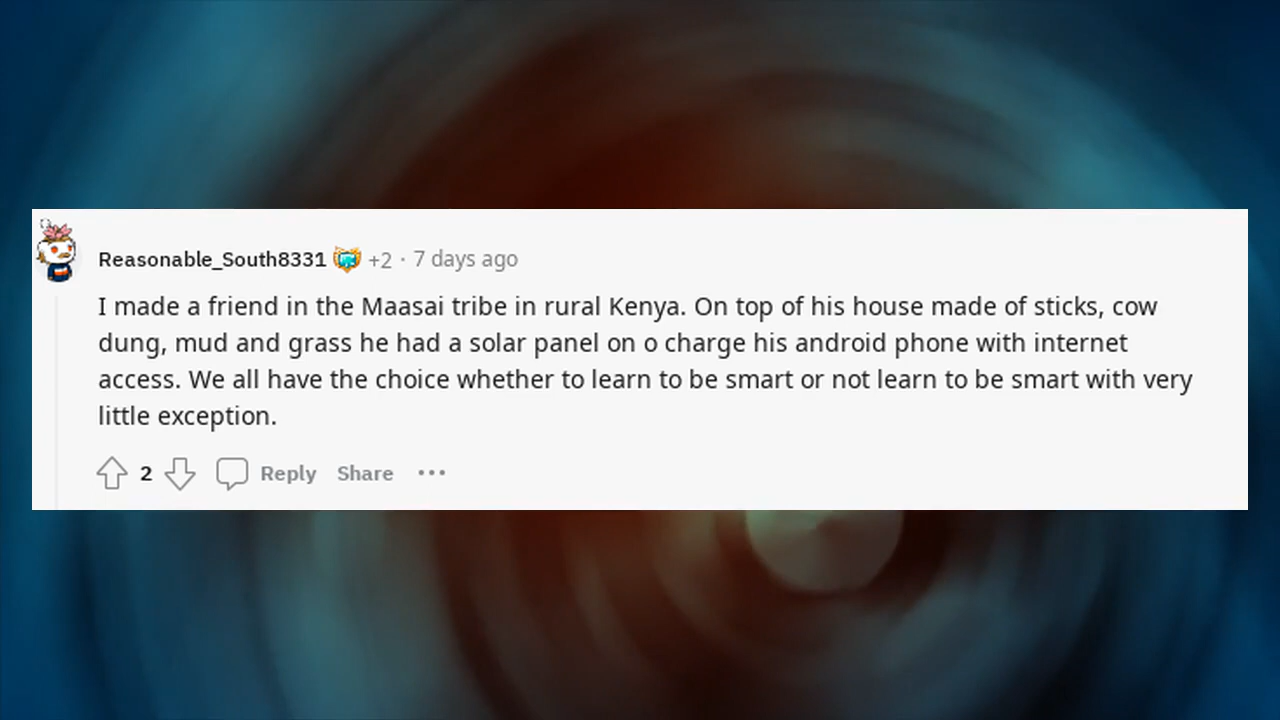 Reasonable_South8331 +2 · 7 days ago
I made a friend in the Maasai tribe in rural Kenya. On top of his house made of sticks, cow
dung, mud and grass he had a solar panel on o charge his android phone with internet
access. We all have the choice whether to learn to be smart or not learn to be smart with very
little exception.
2 Reply Share ···